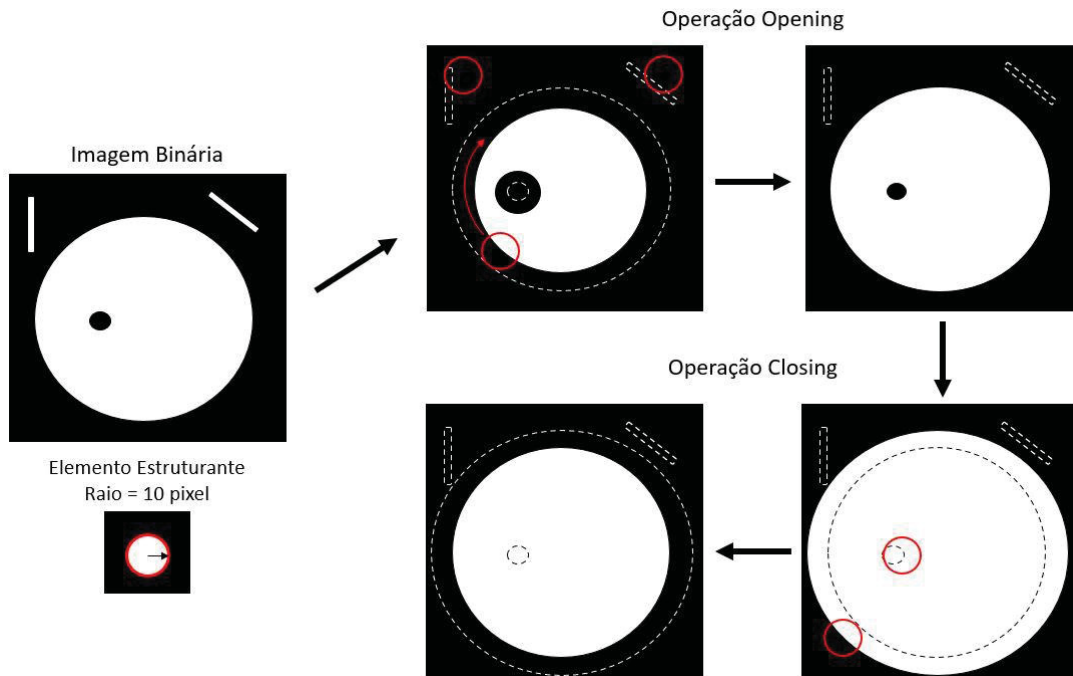 Operação Opening
Imagem Binária
Operação Closing
Elemento Estruturante
Raio = 10 pixel